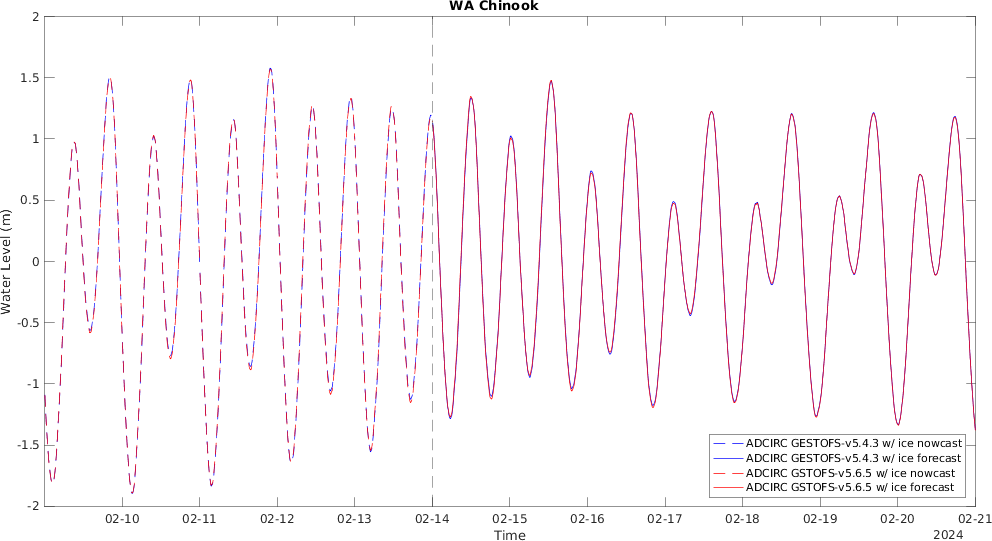 WA Chinook
2
1.5
1
0.5
0
-0.5
-1
-1.5
-2
Water Level (m)
02-10 02-11 02-12 02-13 02-14 02-15 02-16 02-17 02-18 02-19 02-20 02-21
Time
2024
ADCIRC GESTOFS-v5.4.3 w/ ice nowcast
ADCIRC GESTOFS-v5.4.3 w/ ice forecast
ADCIRC GSTOFS-v5.6.5 w/ ice nowcast
ADCIRC GSTOFS-v5.6.5 w/ ice forecast